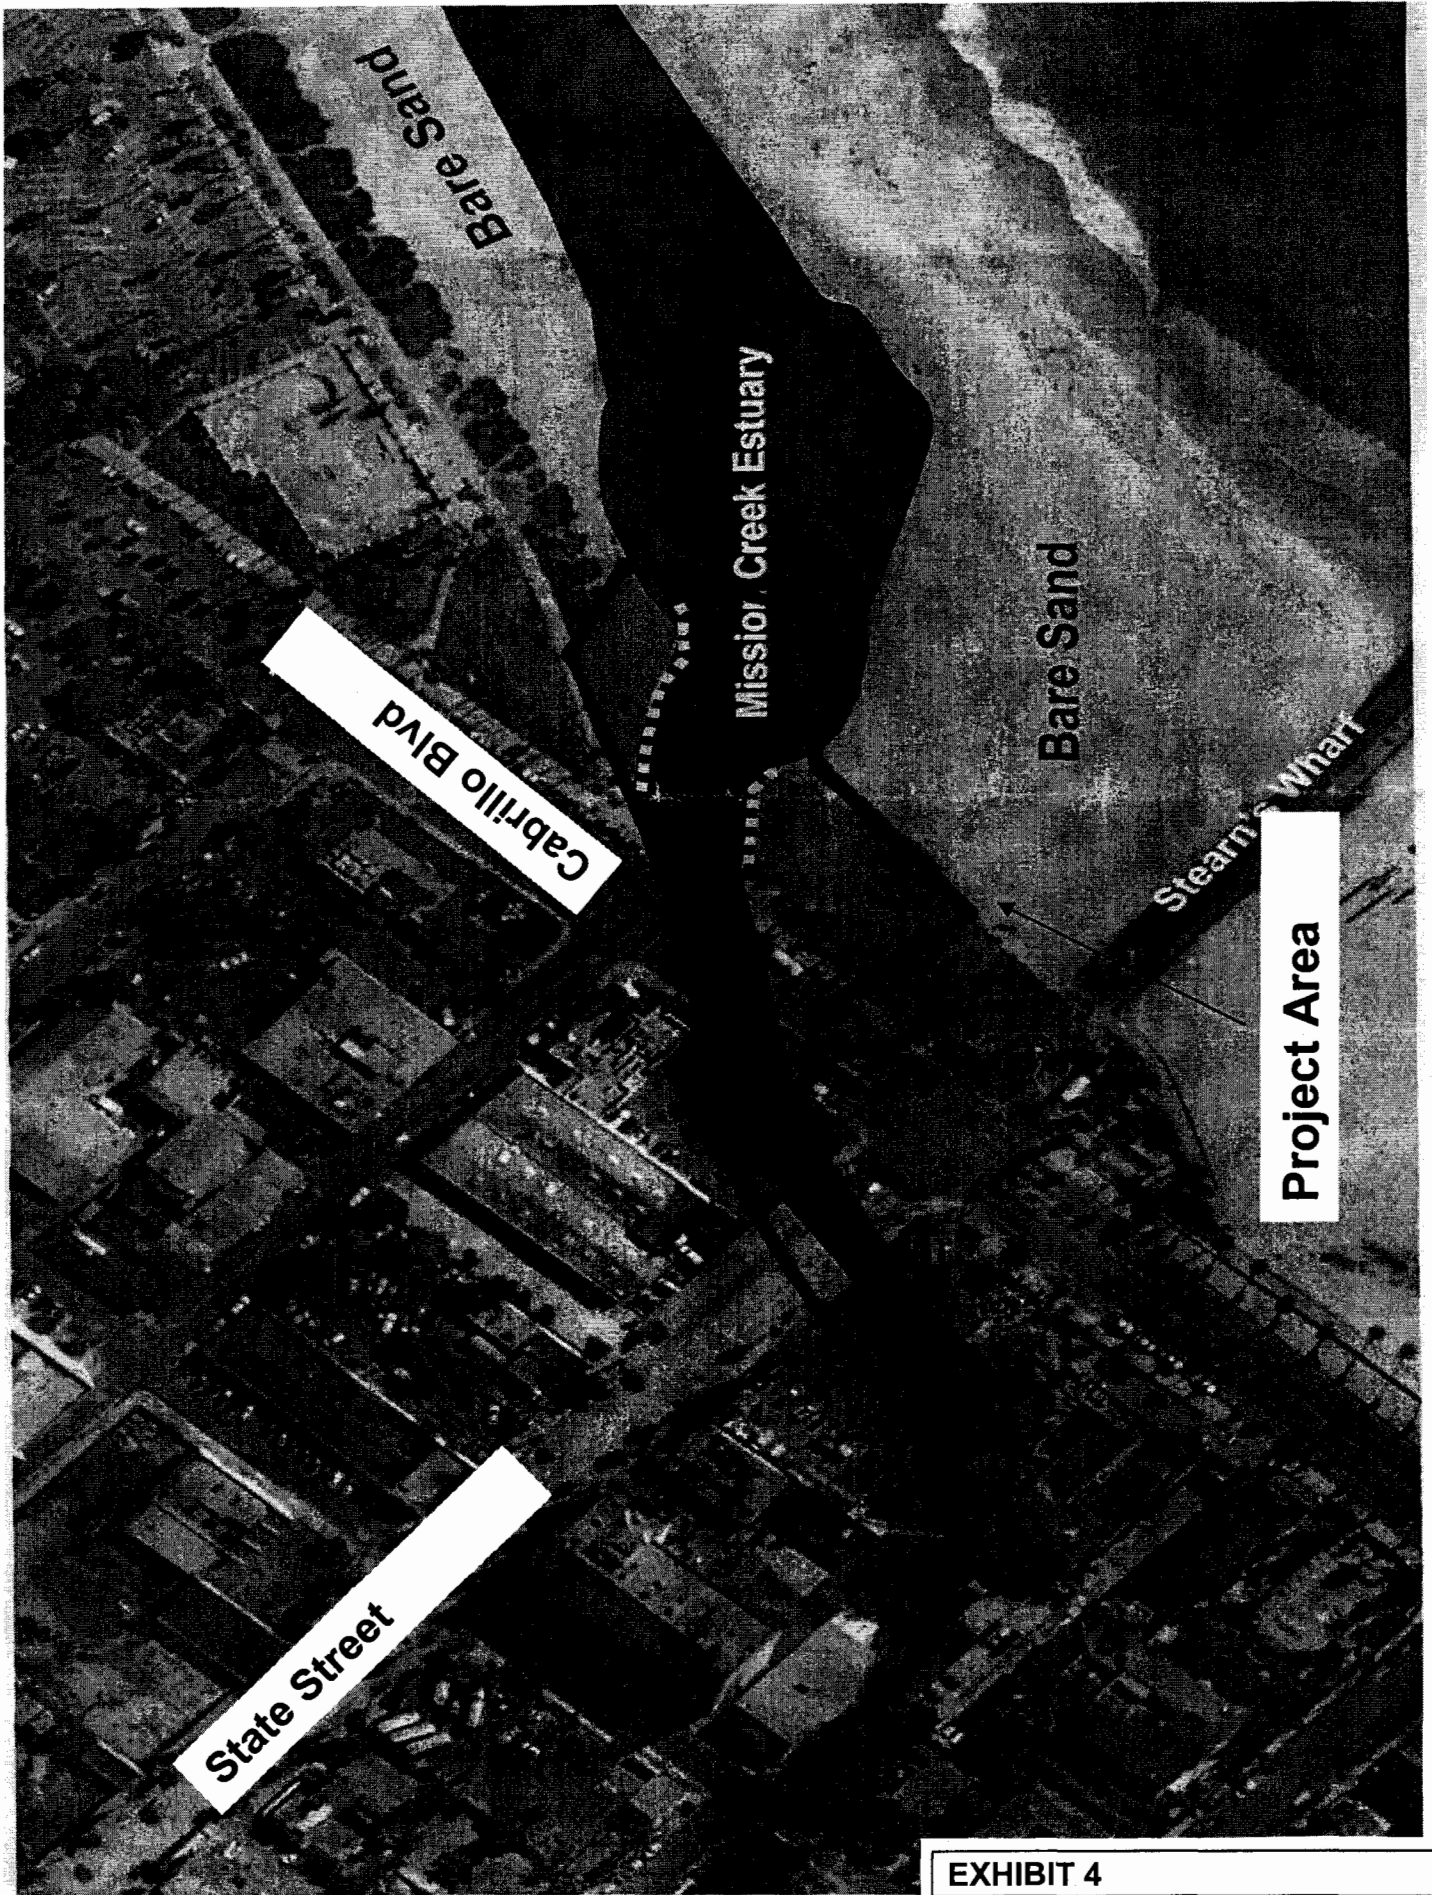 Bare Sand
Mission Creek Estuary
Bare Sand
Cabrillo Blvd
Stearn's Wharf
Project Area
State Street
EXHIBIT 4